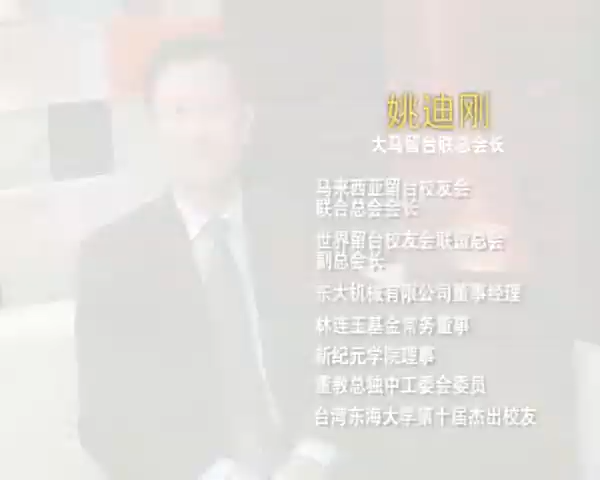 姚迪刚
大马留台联总会长
马来西亚留台校友会
联合总会会长
世界留台校友会联谊总会
副总会长
东大机械有限公司董事经理
林连玉基金常务董事
新纪元学院理事
董教总独中工委会委员
台湾东海大学第十届杰出校友